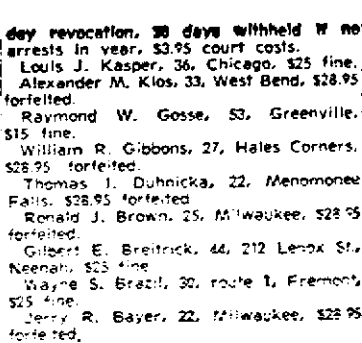 day revocation, 30 days withheld if no
arrests in year, $3.95 court costs.
Louis J. Kasper, 36, Chicago, $25 fine.
Alexander M. Klos, 33, West Bend, $28.95
forfeited.
Raymond W. Gosse, 53, Greenville,
$15 fine.
William R. Gibbons, 27, Hales Corners,
$28.95 forfeited.
Thomas J. Duhnicka, 22, Menomonee
Falls, $28.95 forfeited
Ronald J. Brown, 25, Milwaukee, $28.95
forfeited.
Gilbert E. Breitrick, 44, 212 Lenox St.,
Neenah, $25 fine
Wayne S. Brazil, 30, route 1, Fremont,
$25 fine.
Jerry R. Bayer, 22, Milwaukee, $28.95
forfeited.